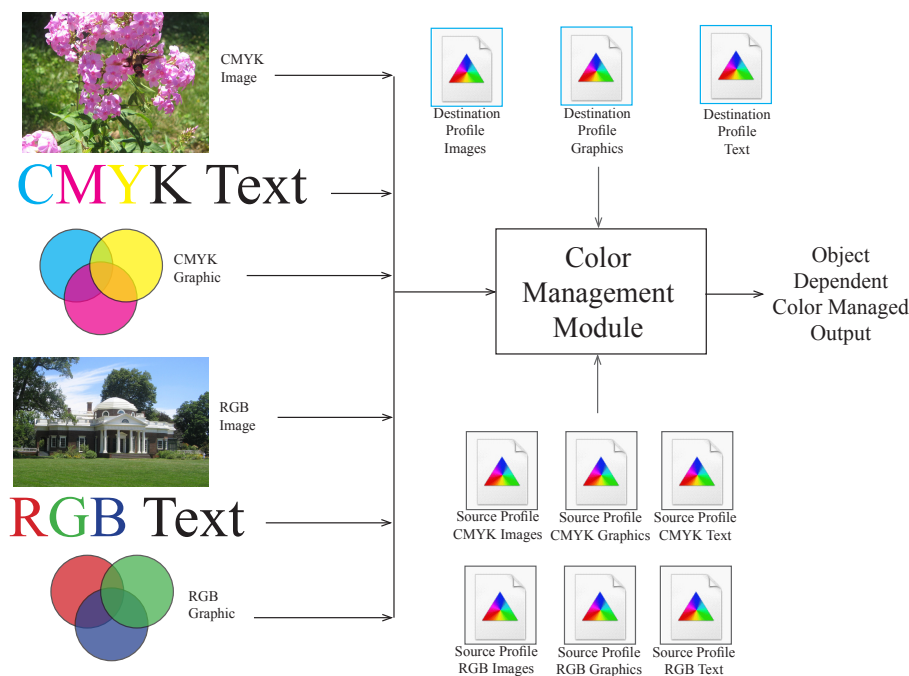 CMYK
Image
CMYK Text
CMYK
Graphic
RGB
Image
RGB Text
RGB
Graphic
Destination
Profile
Images
Destination
Profile
Graphics
Destination
Profile
Text
Color
Management
Module
Object
Dependent
Color Managed
Output
Source Profile
CMYK Images
Source Profile
CMYK Graphics
Source Profile
CMYK Text
Source Profile
RGB Images
Source Profile
RGB Graphics
Source Profile
RGB Text